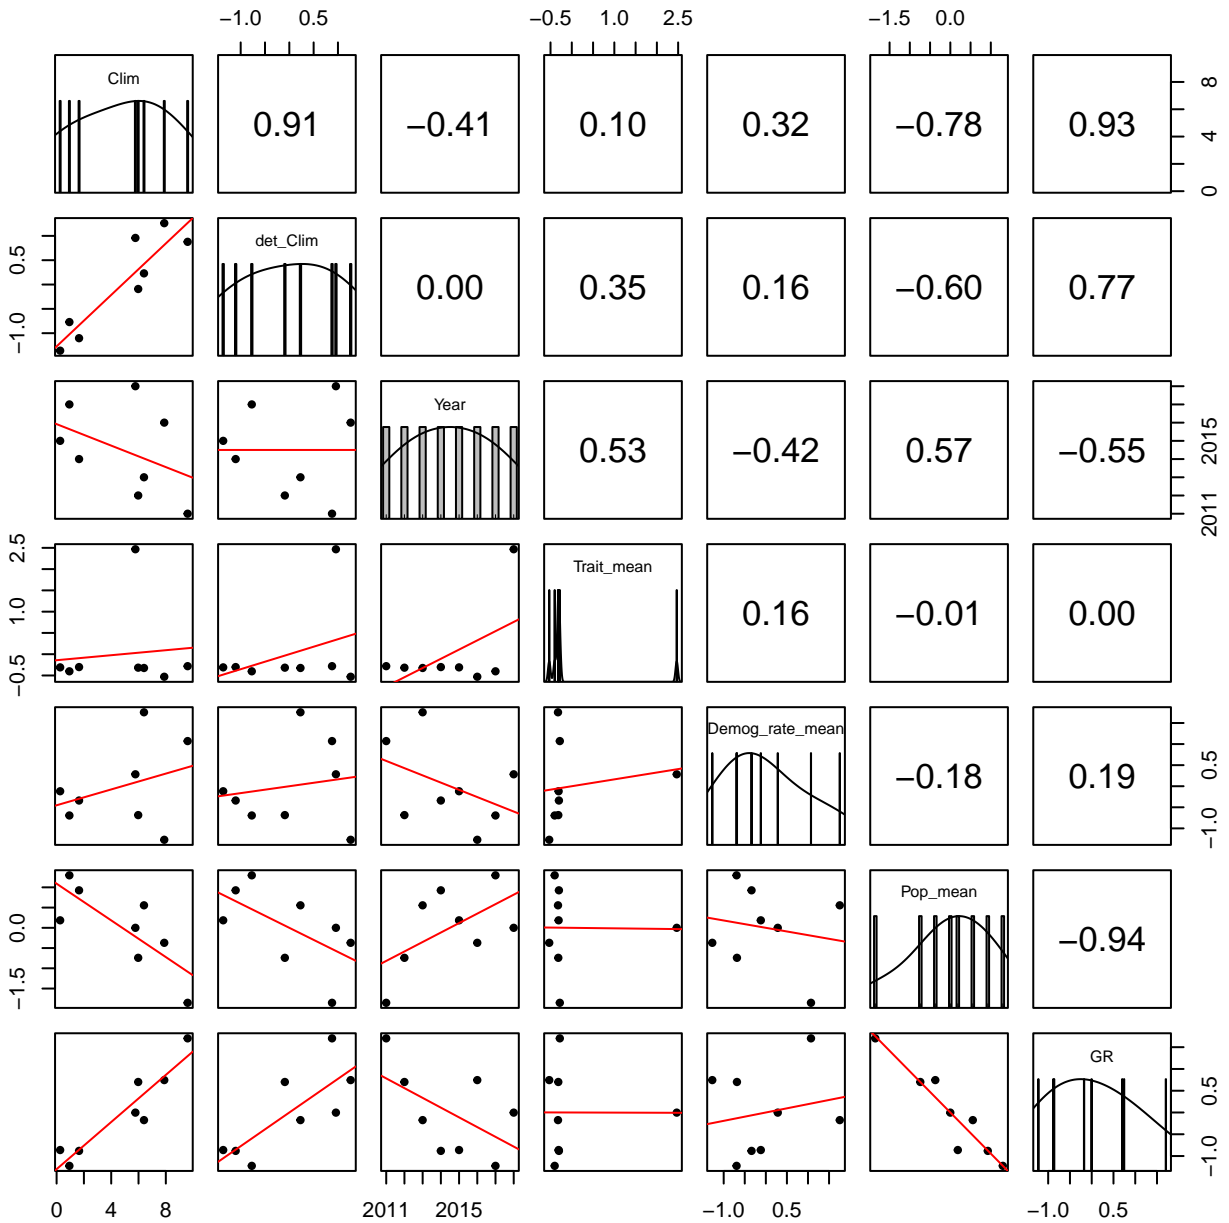 −1.0 0.5 −0.5 1.0 2.5 −1.5 0.0
Clim 0.91 −0.41 0.10 0.32 −0.78 0.93 0 4 8
−1.0 0.5 det_Clim 0.00 0.35 0.16 −0.60 0.77
Year 0.53 −0.42 0.57 −0.55 2011 2015
−0.5 1.0 2.5 Trait_mean 0.16 −0.01 0.00
Demog_rate_mean −0.18 0.19 −1.0 0.5
−1.5 0.0 Pop_mean −0.94
GR −1.0 0.5
0 4 8 2011 2015 −1.0 0.5 −1.0 0.5